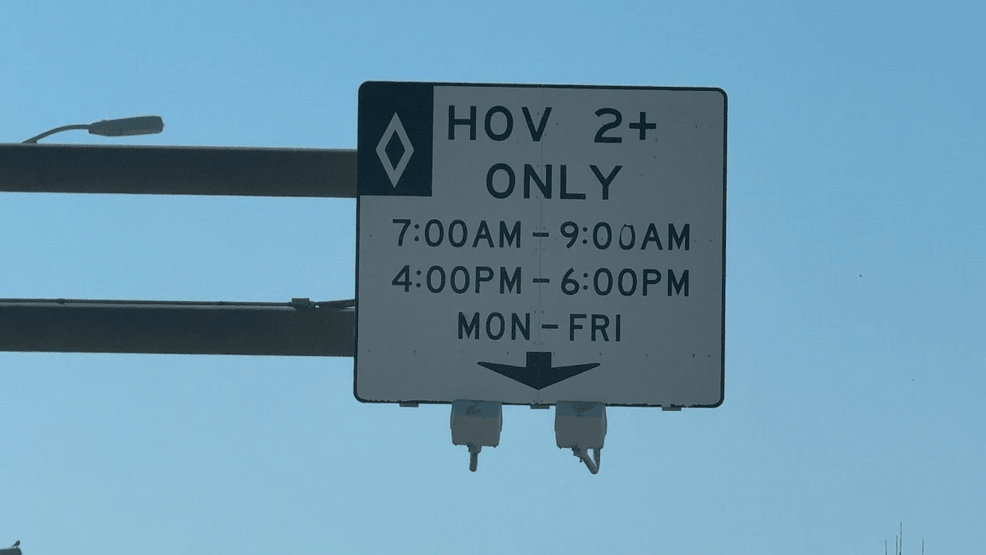 HOV 2+
ONLY
7:00AM – 9:00AM
4:00PM – 6:00PM
MON – FRI